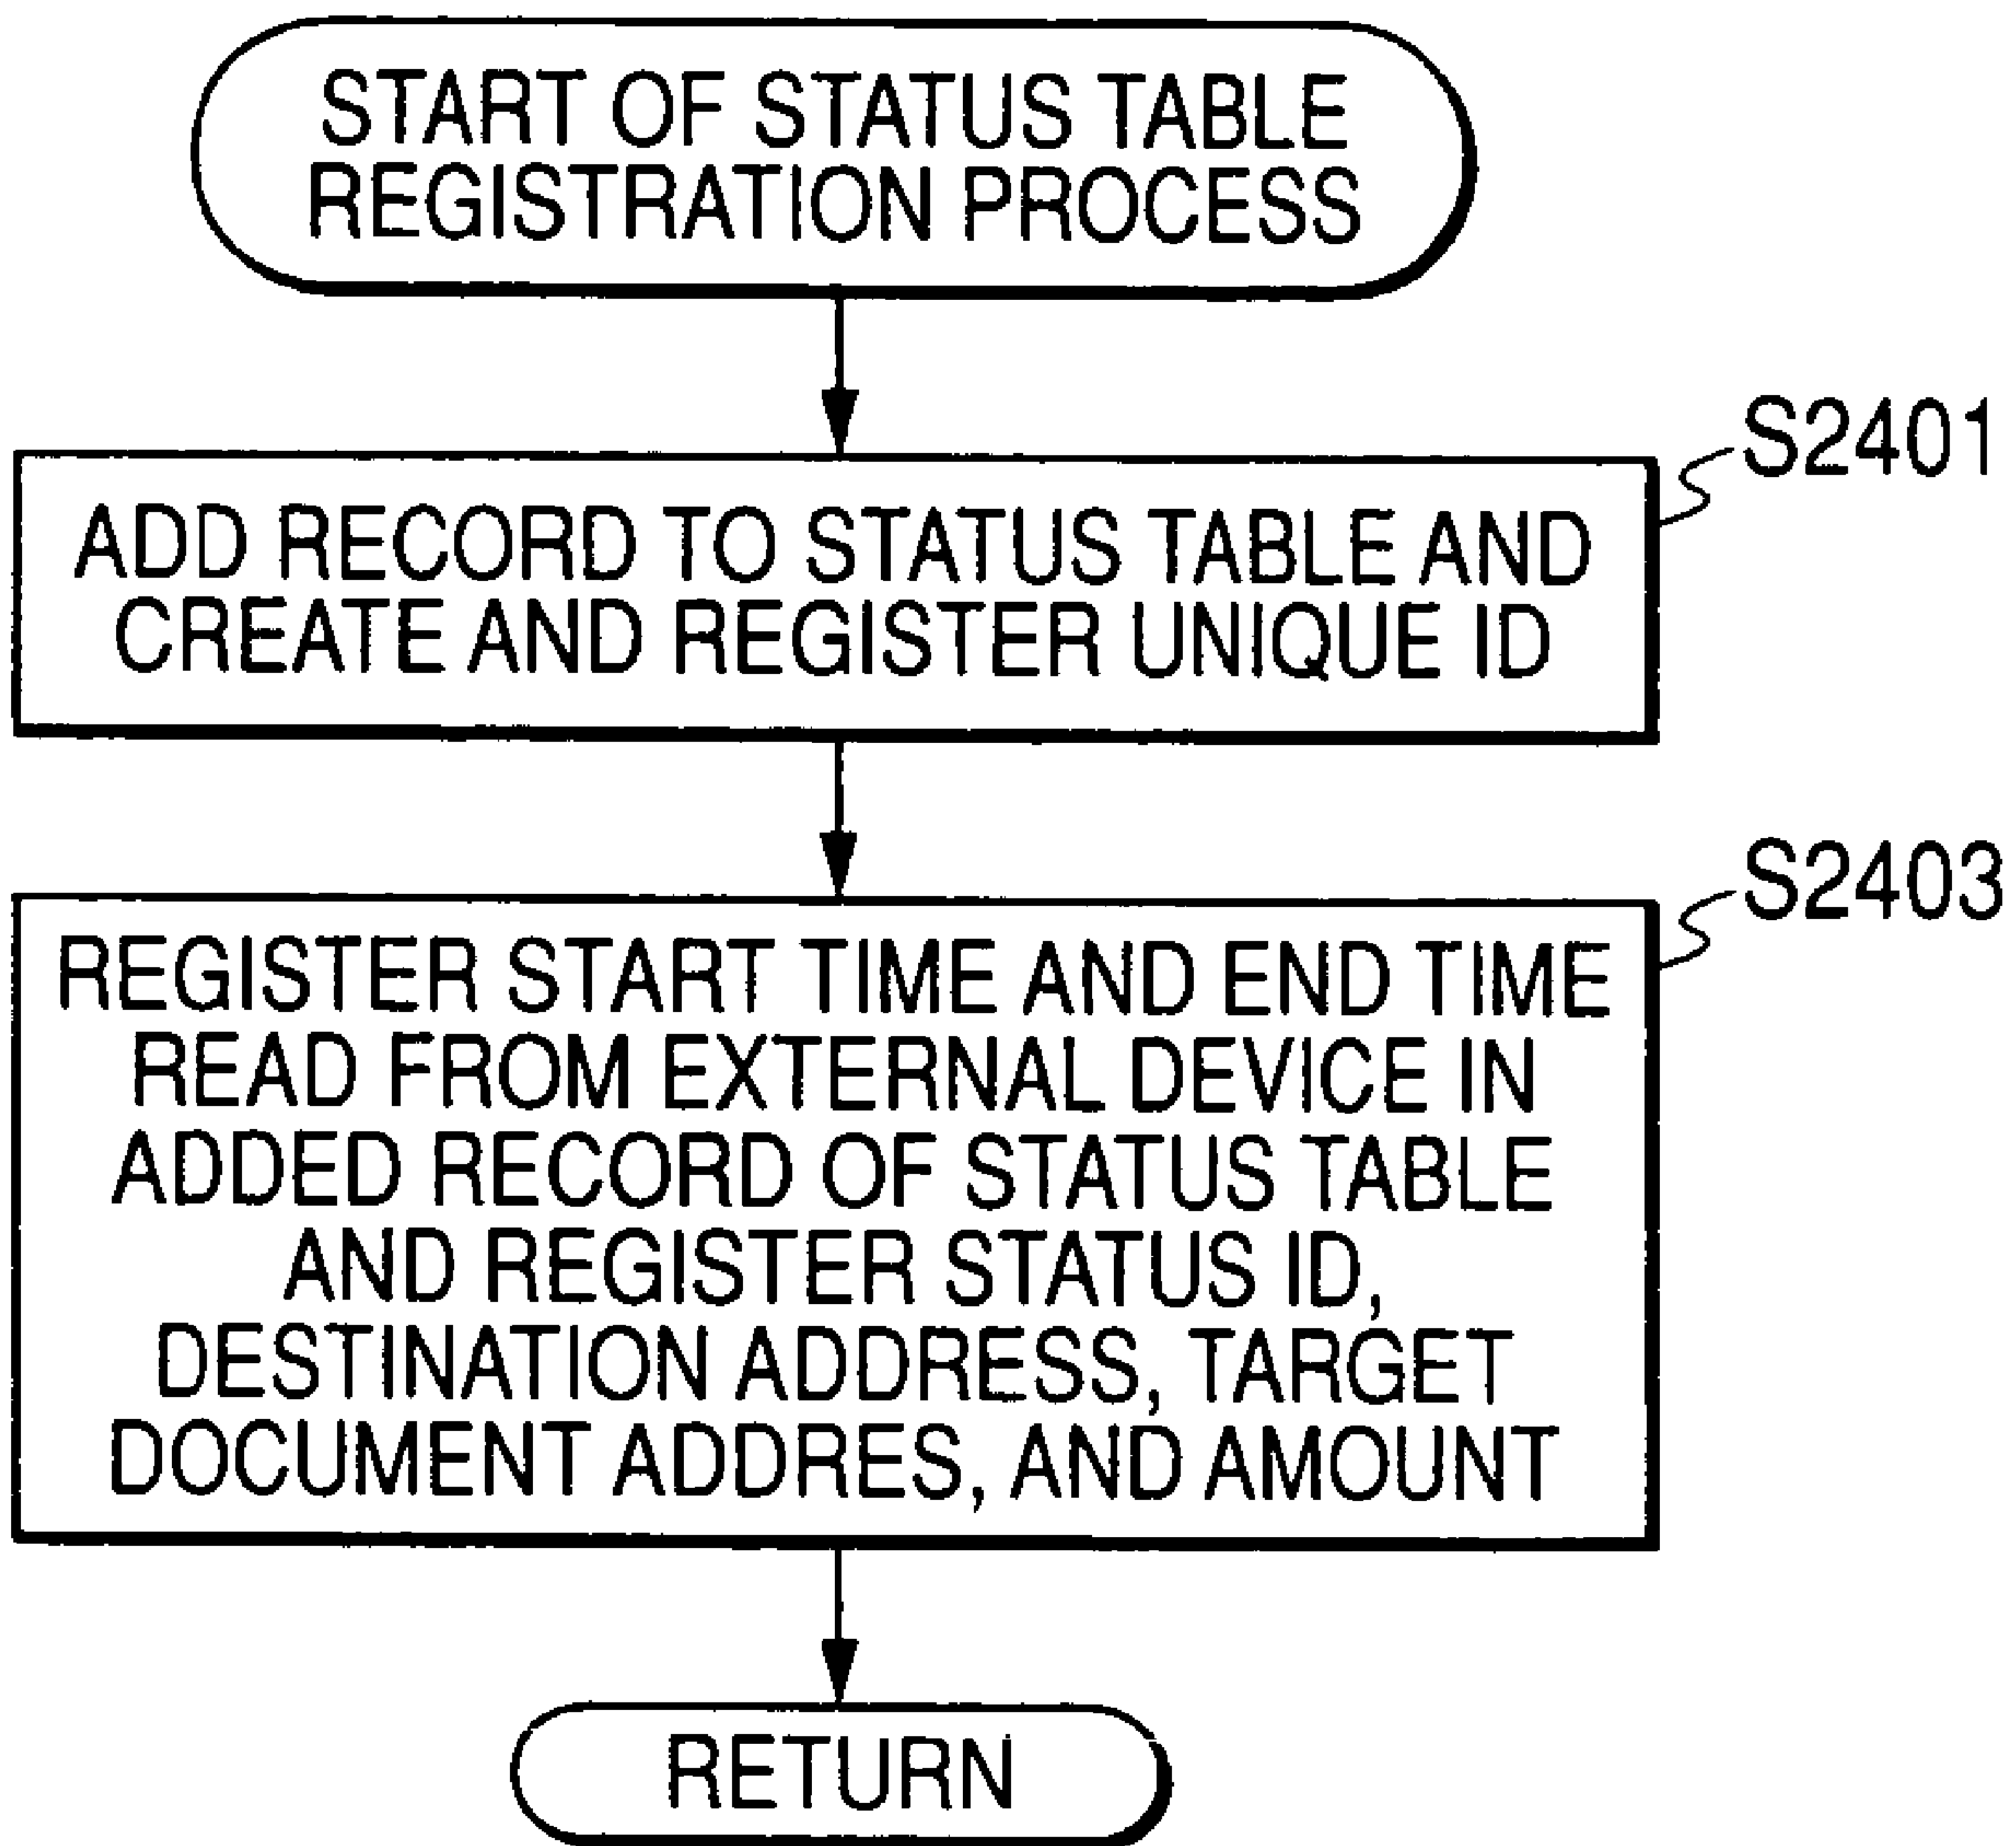 START OF STATUS TABLE
REGISTRATION PROCESS
S2401
ADD RECORD TO STATUS TABLE AND
CREATE AND REGISTER UNIQUE ID
S2403
REGISTER START TIME AND END TIME
READ FROM EXTERNAL DEVICE IN
ADDED RECORD OF STATUS TABLE
AND REGISTER STATUS ID,
DESTINATION ADDRESS, TARGET
DOCUMENT ADDRES, AND AMOUNT
RETURN